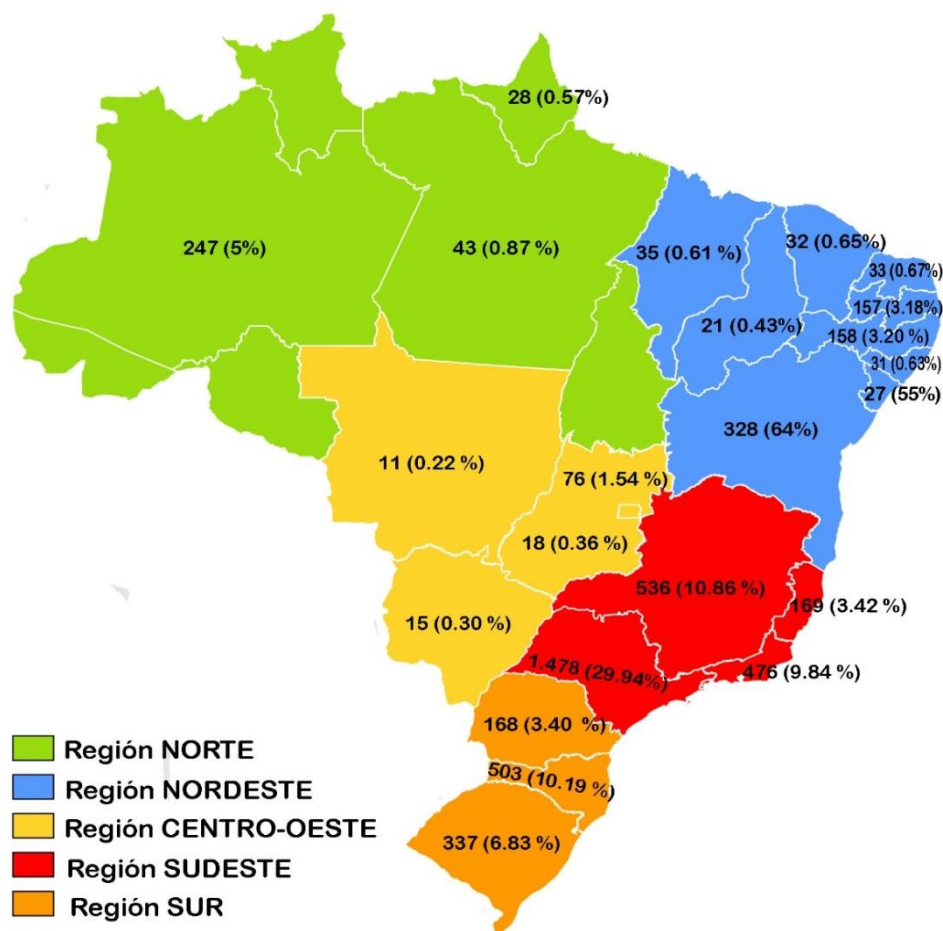 28 (0.57%)
247 (5%)
43 (0.87 %)
35 (0.61 %)
32 (0.65%)
33 (0.67%)
157 (3.18%)
21 (0.43%)
158 (3.20 %)
31 (0.63%)
27 (55%)
328 (64%)
11 (0.22 %)
76 (1.54 %)
18 (0.36 %)
536 (10.86 %)
169 (3.42 %)
15 (0.30 %)
1.478 (29.94%)
476 (9.84 %)
168 (3.40 %)
503 (10.19 %)
337 (6.83 %)
Región NORTE
Región NORDESTE
Región CENTRO-OESTE
Región SUDESTE
Región SUR